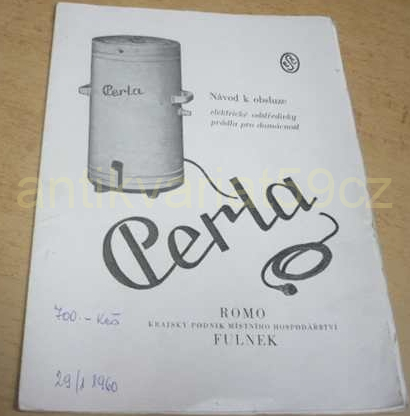 Perla
ESČ
Návod k obsluze
elektrické odstředivky
prádla pro domácnost
antikvariat59cz
Perla
700.- Kčs
ROMO
KRAJSKÝ PODNIK MÍSTNÍHO HOSPODÁŘSTVÍ
FULNEK
29/1 1960